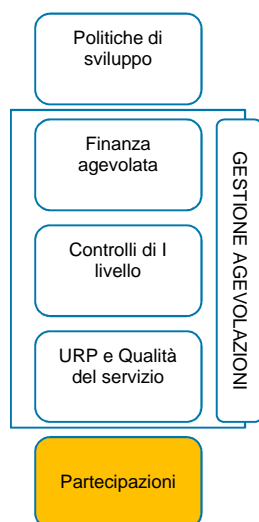 Politiche di
sviluppo
Finanza
agevolata
Controlli di I
livello
URP e Qualità
del servizio
GESTIONE AGEVOLAZIONI
Partecipazioni